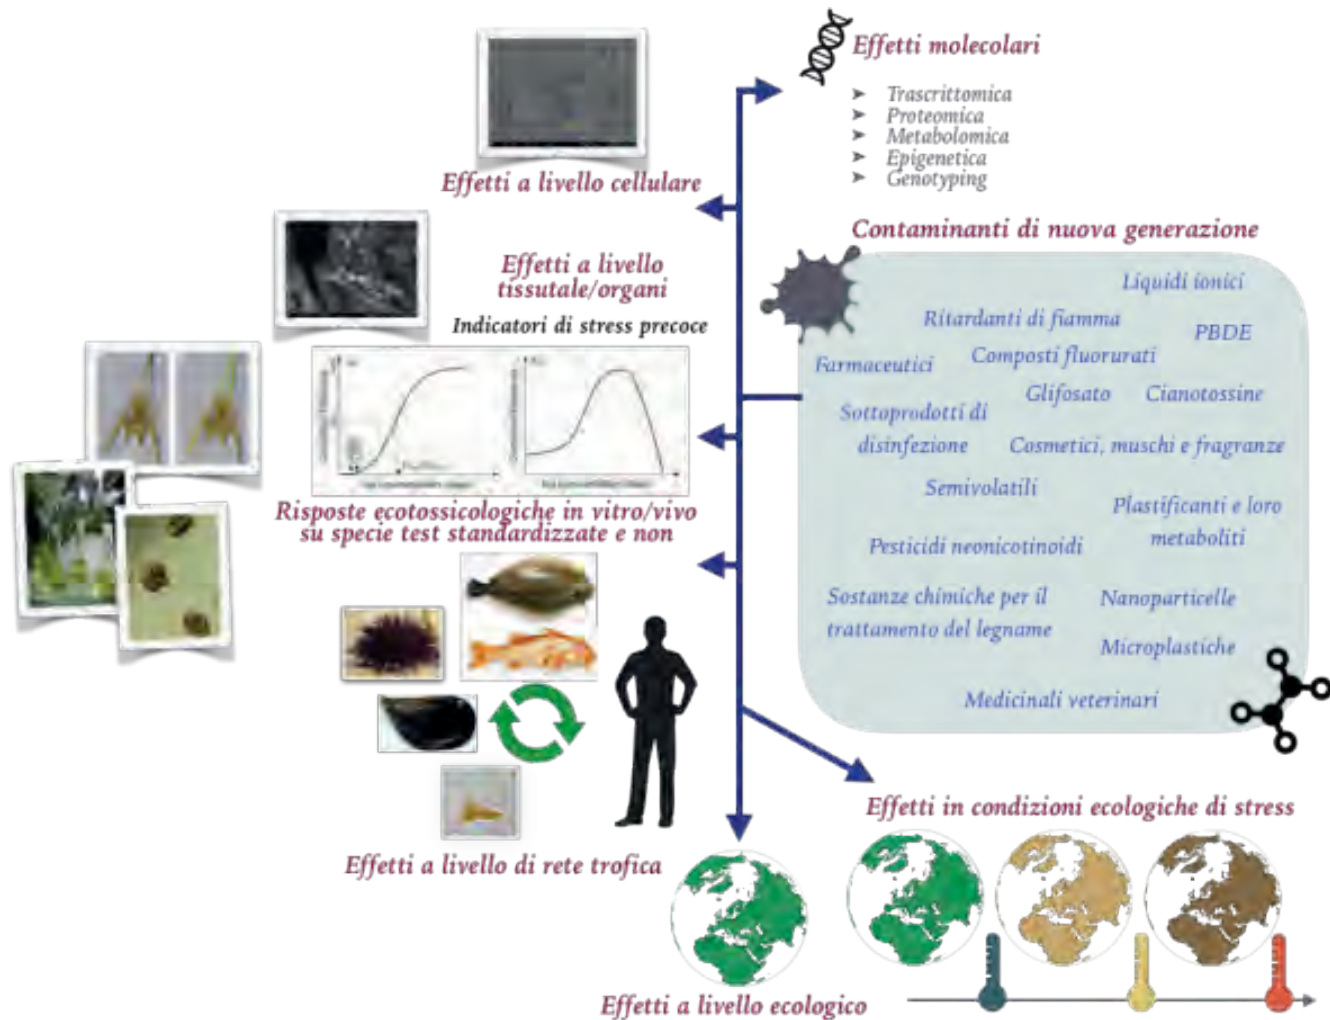 Effetti molecolari
➤ Trascrittomica
➤ Proteomica
➤ Metabolomica
➤ Epigenetica
➤ Genotyping
Effetti a livello cellulare
Contaminanti di nuova generazione
Liquidi ionici
Ritardanti di fiamma
PBDE
Farmaceutici
Composti fluorurati
Glifosato
Cianotossine
Sottoprodotti di
disinfezione
Cosmetici, muschi e fragranze
Semivolatili
Plastificanti e loro
metaboliti
Pesticidi neonicotinoidi
Sostanze chimiche per il
trattamento del legname
Nanoparticelle
Microplastiche
Medicinali veterinari
Effetti a livello
tissutale/organi
Indicatori di stress precoce
Risposte ecotossicologiche in vitro/vivo
su specie test standardizzate e non
Effetti a livello di rete trofica
Effetti in condizioni ecologiche di stress
Effetti a livello ecologico